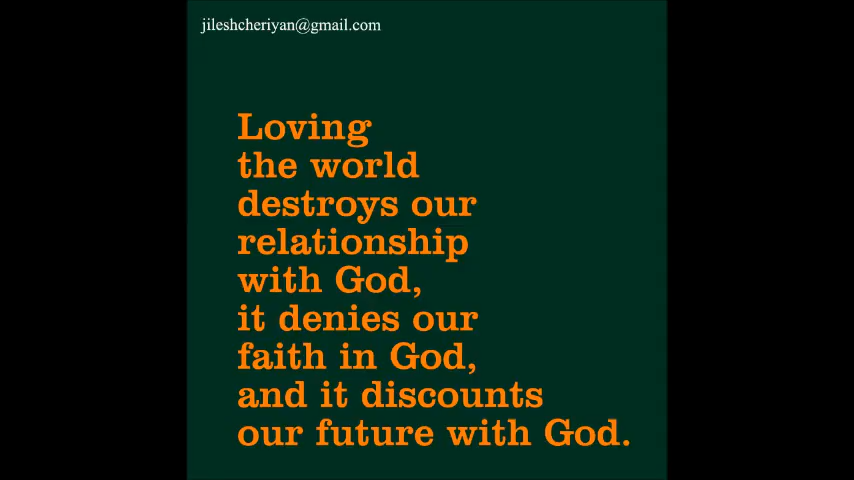 jileshcheriyan@gmail.com
Loving
the world
destroys our
relationship
with God,
it denies our
faith in God,
and it discounts
our future with God.